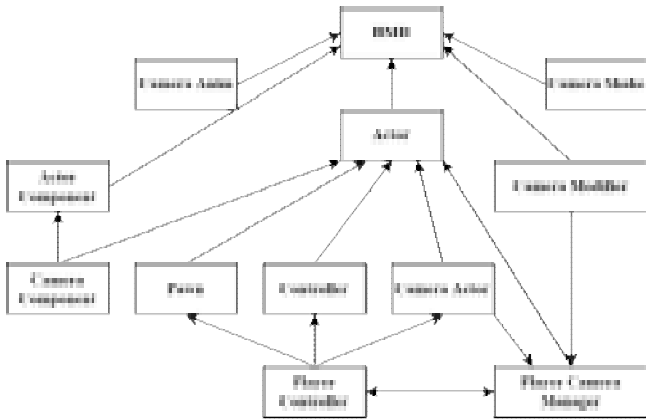 HMD
Camera Anim
Camera Shake
Actor
Actor
Component
Camera Modifier
Camera
Component
Pawn
Controller
Camera Actor
Player
Controller
Player Camera
Manager